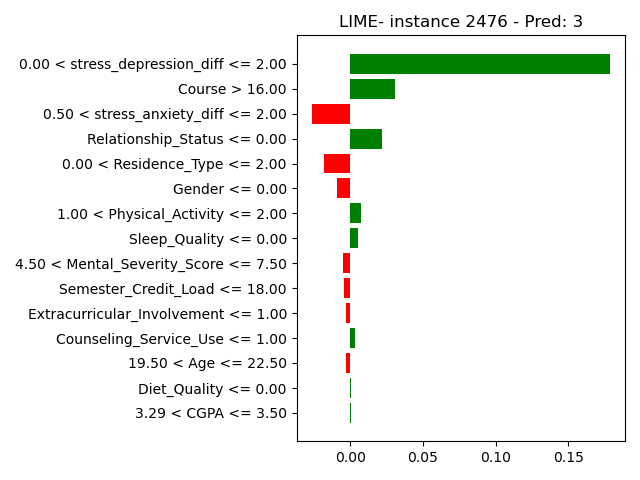 LIME- instance 2476 - Pred: 3
0.00 < stress_depression_diff <= 2.00
Course > 16.00
0.50 < stress_anxiety_diff <= 2.00
Relationship_Status <= 0.00
0.00 < Residence_Type <= 2.00
Gender <= 0.00
1.00 < Physical_Activity <= 2.00
Sleep_Quality <= 0.00
4.50 < Mental_Severity_Score <= 7.50
Semester_Credit_Load <= 18.00
Extracurricular_Involvement <= 1.00
Counseling_Service_Use <= 1.00
19.50 < Age <= 22.50
Diet_Quality <= 0.00
3.29 < CGPA <= 3.50
0.00 0.05 0.10 0.15